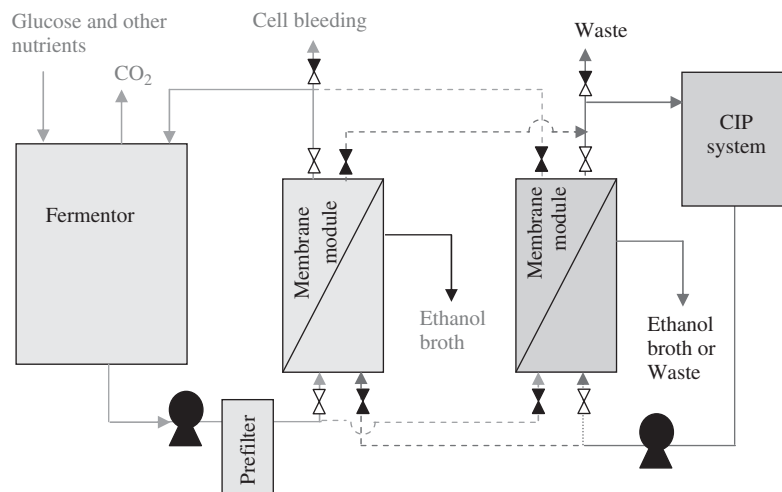 Glucose and other
nutrients
CO2
Cell bleeding
Waste
CIP
system
Fermentor
Membrane
module
Membrane
module
Ethanol
broth
Ethanol
broth or
Waste
Prefilter